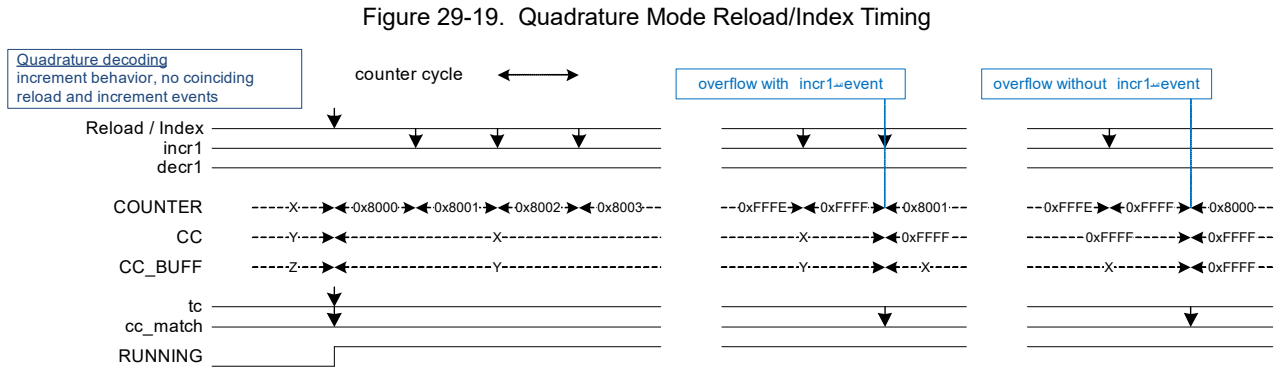 Figure 29-19. Quadrature Mode Reload/Index Timing
Quadrature decoding
increment behavior, no coinciding
reload and increment events
counter cycle
overflow with incr1 event
overflow without incr1 event
Reload / Index
incr1
decr1
COUNTER X 0x8000 0x8001 0x8002 0x8003 0xFFFE 0xFFFF 0x8001 0xFFFE 0xFFFF 0x8000
CC Y X X 0xFFFF 0xFFFF 0xFFFF
CC_BUFF Z Y Y X X 0xFFFF
tc
cc_match
RUNNING